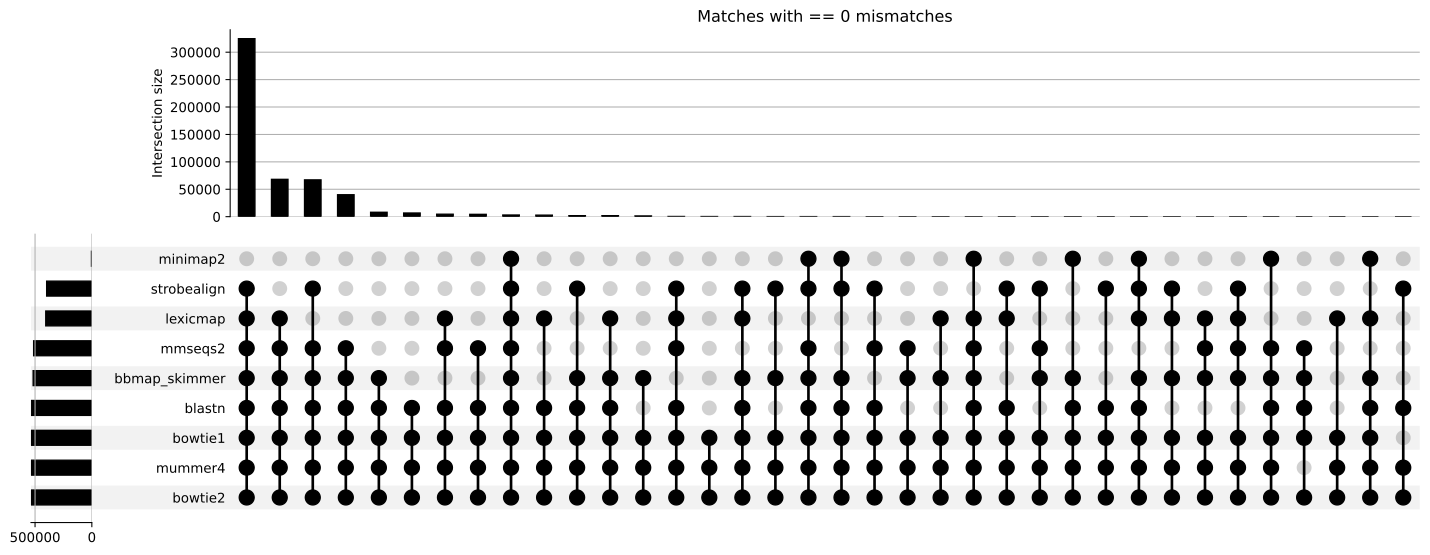 Matches with == 0 mismatches
Intersection size
300000
250000
200000
150000
100000
50000
0
minimap2
strobealign
lexicmap
mmseqs2
bbmap_skimmer
blastn
bowtie1
mummer4
bowtie2
500000 0